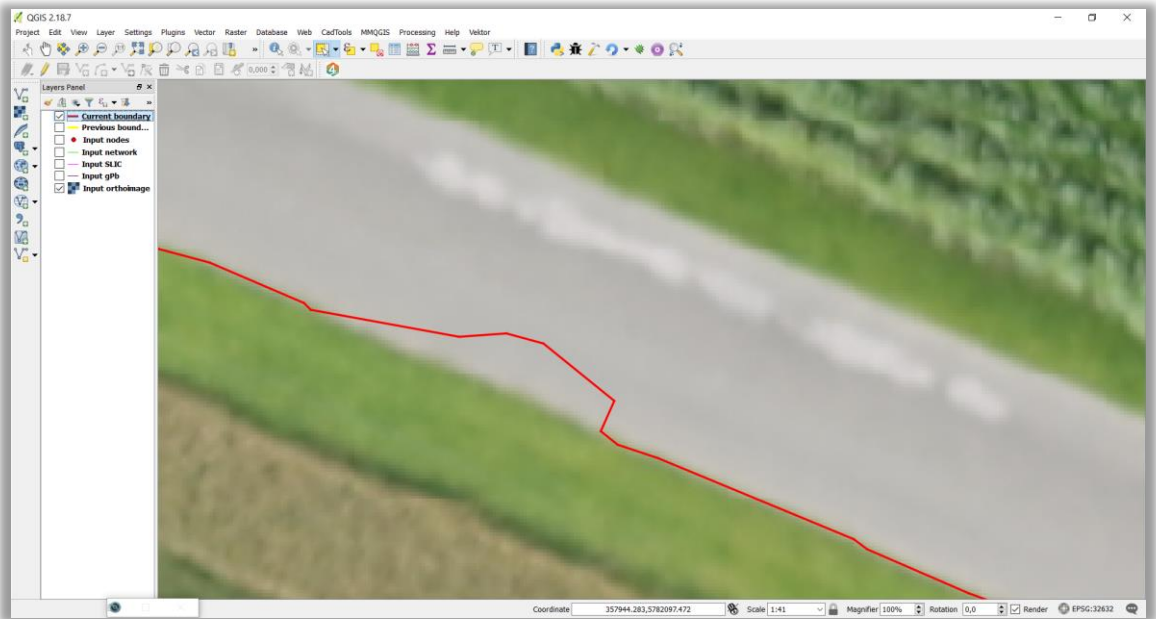 QGIS 2.18.7
Project Edit View Layer Settings Plugins Vector Raster Database Web CadTools MMQGIS Processing Help Vektor
0,000
Layers Panel
Current boundary
Previous bound...
Input nodes
Input network
Input SLIC
Input gPb
Input orthoimage
Coordinate 357944.283,5782097.472 Scale 1:41 Magnifier 100% Rotation 0,0 Render EPSG:32632